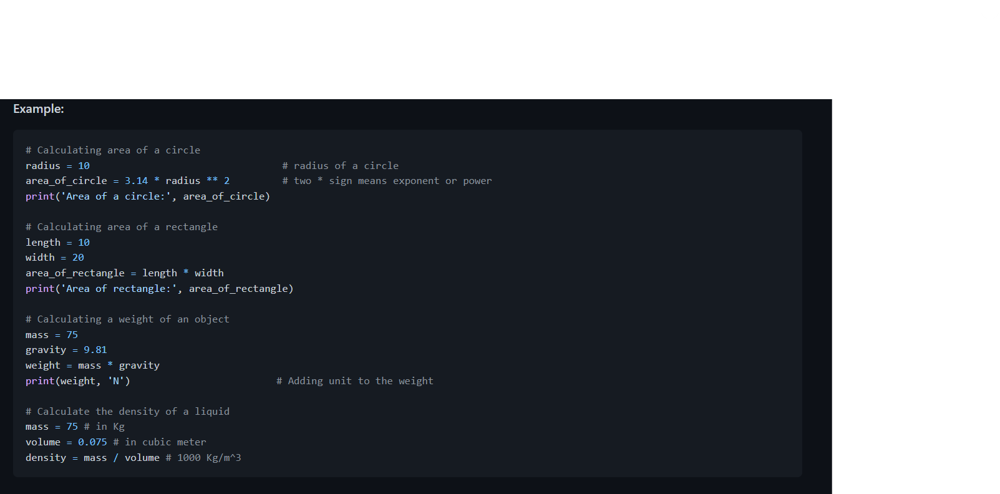 Example:
# Calculating area of a circle
radius = 10                                 # radius of a circle
area_of_circle = 3.14 * radius ** 2         # two * sign means exponent or power
print('Area of a circle:', area_of_circle)

# Calculating area of a rectangle
length = 10
width = 20
area_of_rectangle = length * width
print('Area of rectangle:', area_of_rectangle)

# Calculating a weight of an object
mass = 75
gravity = 9.81
weight = mass * gravity
print(weight, 'N')                         # Adding unit to the weight

# Calculate the density of a liquid
mass = 75 # in Kg
volume = 0.075 # in cubic meter
density = mass / volume # 1000 Kg/m^3